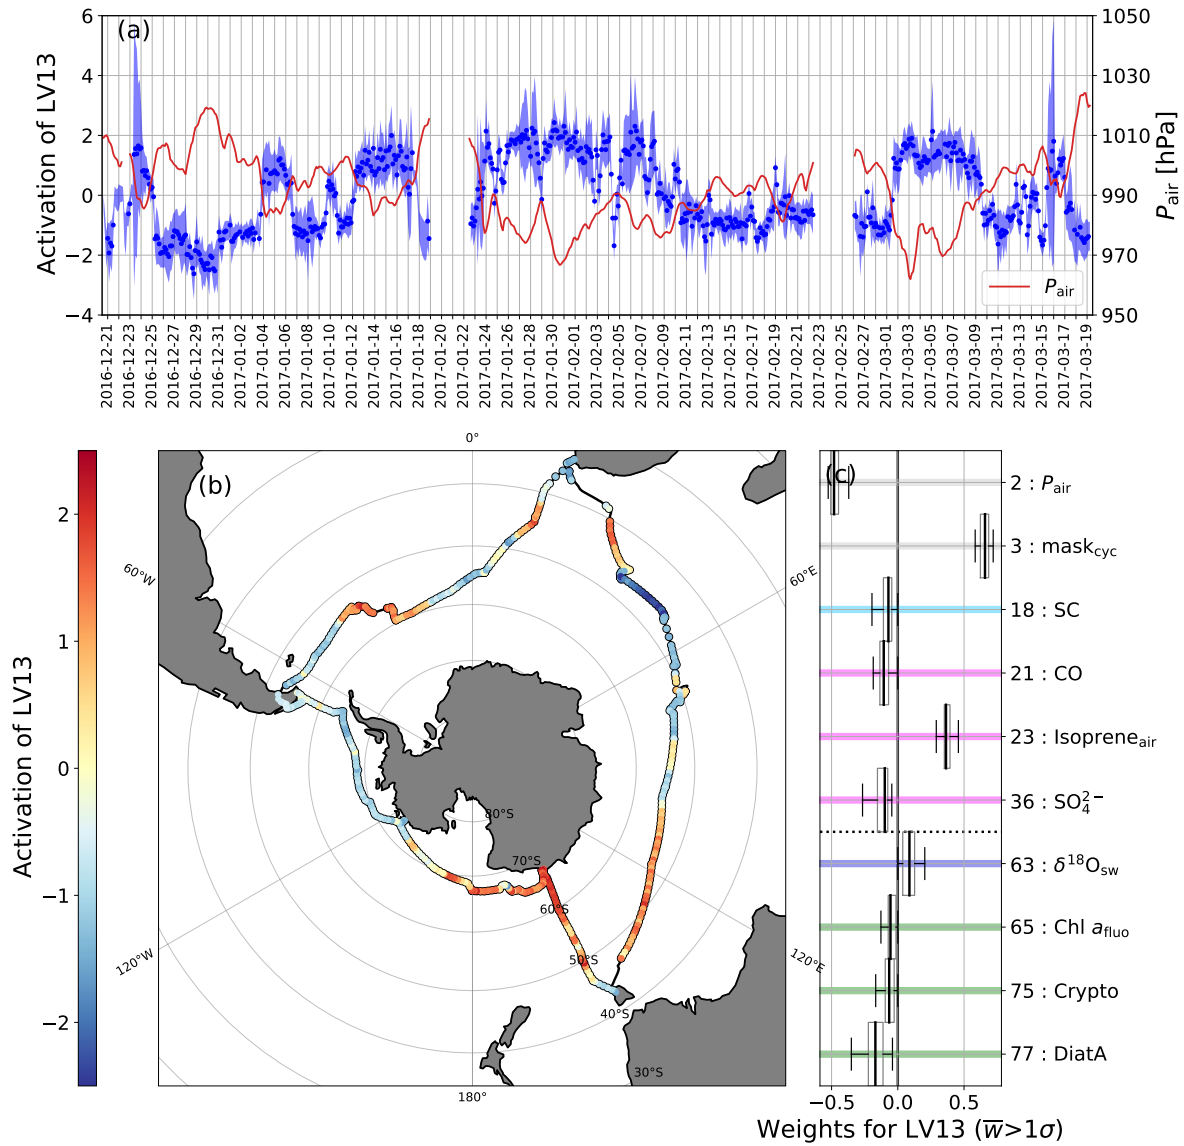 (a)
Activation of LV13
6
4
2
0
−2
−4
1050
1030
1010
990
970
950
P_air [hPa]
P_air
2016-12-21
2016-12-23
2016-12-25
2016-12-27
2016-12-29
2016-12-31
2017-01-02
2017-01-04
2017-01-06
2017-01-08
2017-01-10
2017-01-12
2017-01-14
2017-01-16
2017-01-18
2017-01-20
2017-01-22
2017-01-24
2017-01-26
2017-01-28
2017-01-30
2017-02-01
2017-02-03
2017-02-05
2017-02-07
2017-02-09
2017-02-11
2017-02-13
2017-02-15
2017-02-17
2017-02-19
2017-02-21
2017-02-23
2017-02-25
2017-02-27
2017-03-01
2017-03-03
2017-03-05
2017-03-07
2017-03-09
2017-03-11
2017-03-13
2017-03-15
2017-03-17
2017-03-19
Activation of LV13
2
1
0
−1
−2
(b)
0°
60°W
60°E
120°W
120°E
180°
80°S
70°S
60°S
50°S
40°S
30°S
(c)
2 : P_air
3 : mask_cyc
18 : SC
21 : CO
23 : Isoprene_air
36 : SO₄²⁻
63 : δ¹⁸O_sw
65 : Chl a_fluo
75 : Crypto
77 : DiatA
−0.5
0.0
0.5
Weights for LV13 (w̅>1σ)